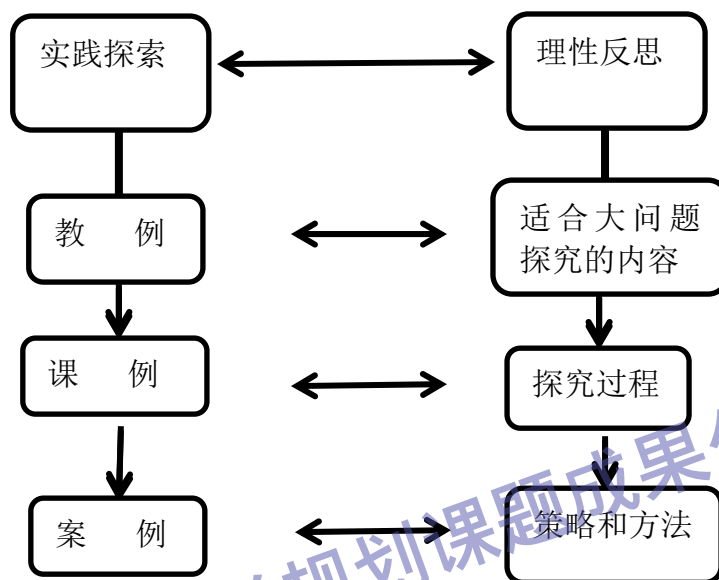 实践探索
理性反思
教 例
适合大问题
探究的内容
课 例
探究过程
案 例
策略和方法
规划课题成果